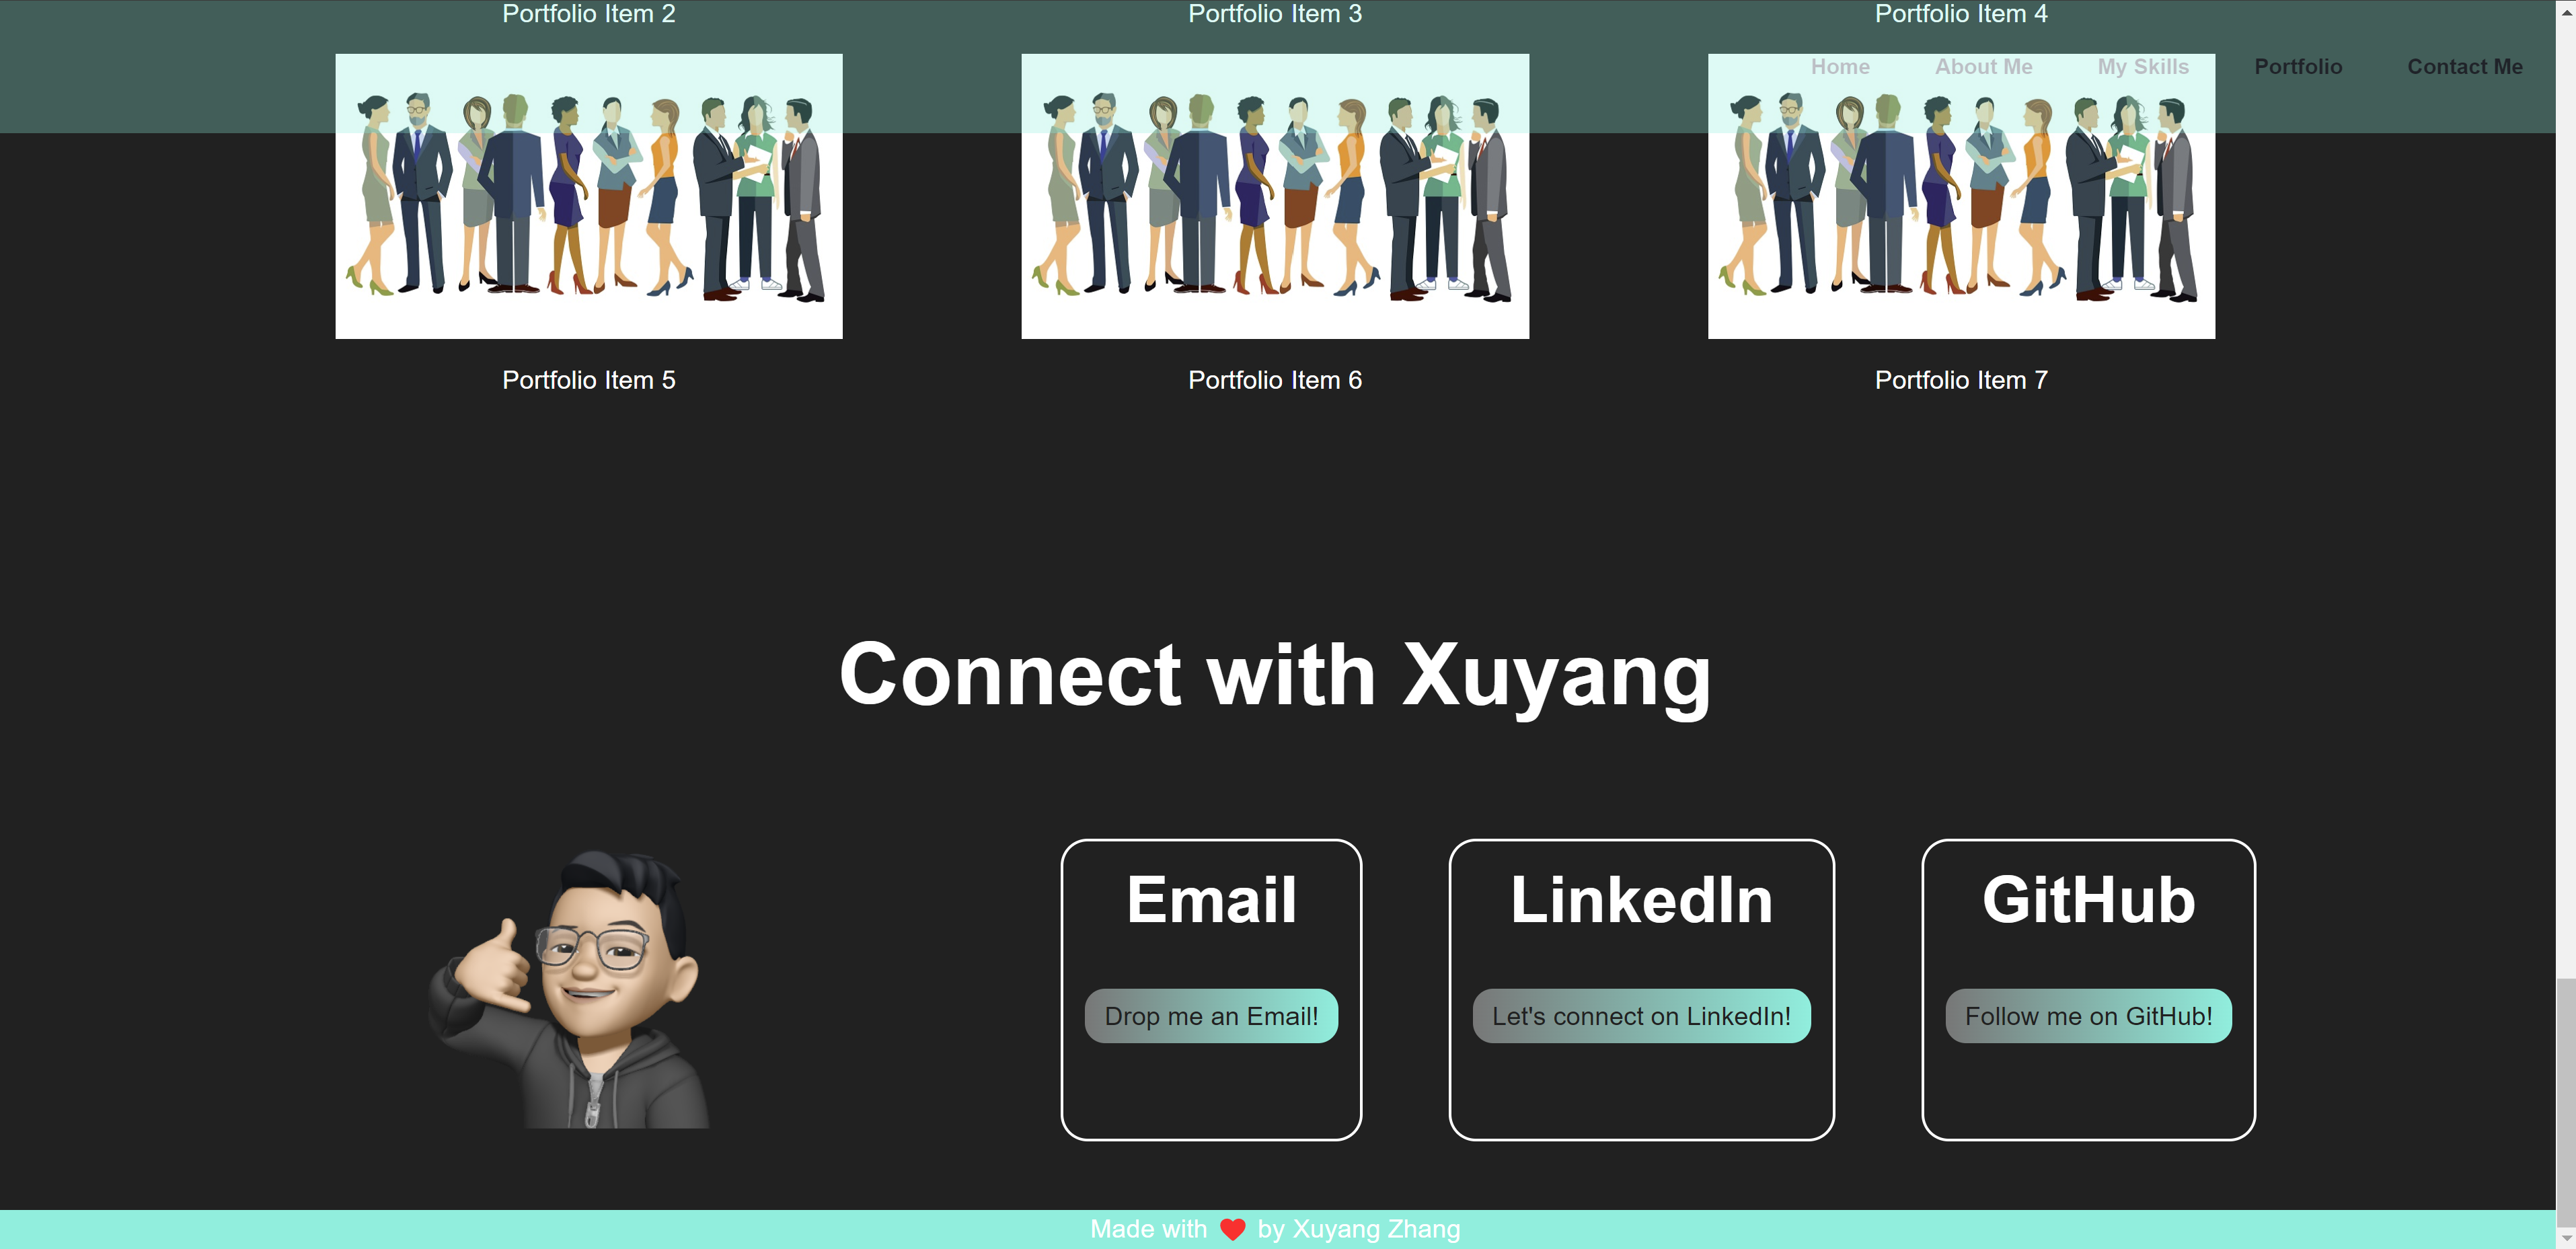 Portfolio Item 2
Portfolio Item 3
Portfolio Item 4
Home
About Me
My Skills
Portfolio
Contact Me
Portfolio Item 5
Portfolio Item 6
Portfolio Item 7
Connect with Xuyang
Email
Drop me an Email!
LinkedIn
Let's connect on LinkedIn!
GitHub
Follow me on GitHub!
Made with ❤ by Xuyang Zhang